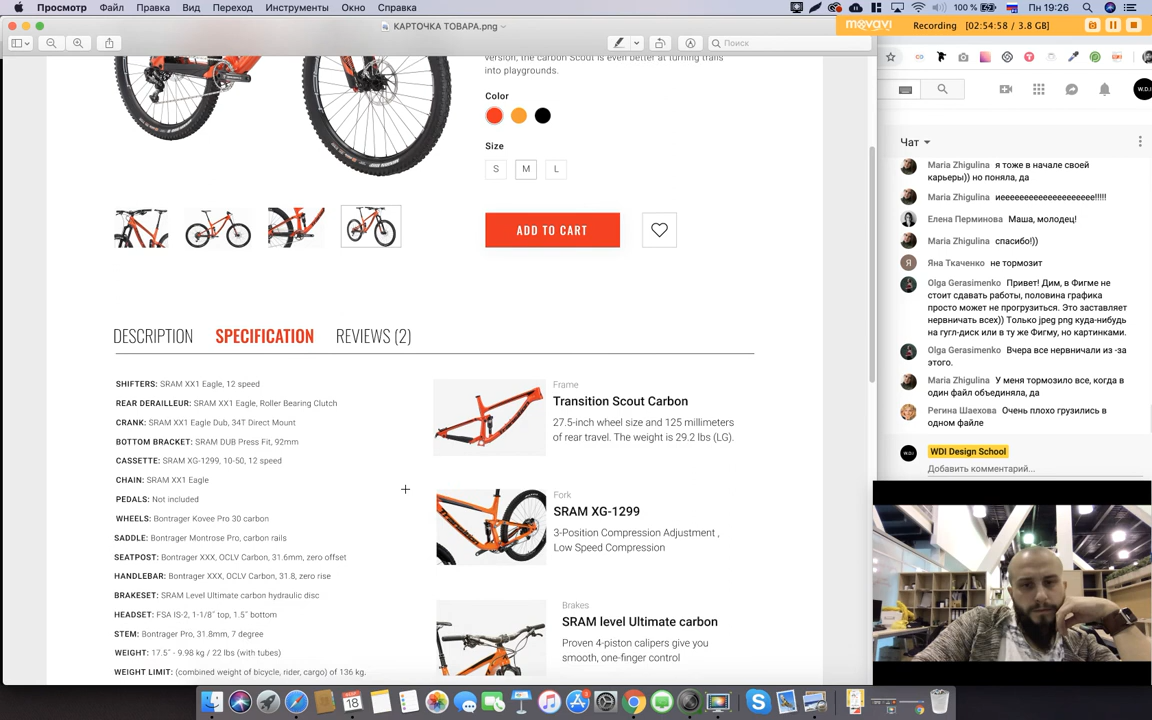 Просмотр Файл Правка Вид Переход Инструменты Окно Справка
100 % Пн 19:26
КАРТОЧКА ТОВАРА.png
Поиск
movavi Recording [02:54:58 / 3.8 GB]
version, the carbon Scout is even better at turning trails
into playgrounds.
Color
Size
S M L
ADD TO CART
DESCRIPTION SPECIFICATION REVIEWS (2)
SHIFTERS: SRAM XX1 Eagle, 12 speed
REAR DERAILLEUR: SRAM XX1 Eagle, Roller Bearing Clutch
CRANK: SRAM XX1 Eagle Dub, 34T Direct Mount
BOTTOM BRACKET: SRAM DUB Press Fit, 92mm
CASSETTE: SRAM XG-1299, 10-50, 12 speed
CHAIN: SRAM XX1 Eagle
PEDALS: Not included
WHEELS: Bontrager Kovee Pro 30 carbon
SADDLE: Bontrager Montrose Pro, carbon rails
SEATPOST: Bontrager XXX, OCLV Carbon, 31.6mm, zero offset
HANDLEBAR: Bontrager XXX, OCLV Carbon, 31.8, zero rise
BRAKESET: SRAM Level Ultimate carbon hydraulic disc
HEADSET: FSA IS-2, 1-1/8" top, 1.5" bottom
STEM: Bontrager Pro, 31.8mm, 7 degree
WEIGHT: 17.5" - 9.98 kg / 22 lbs (with tubes)
WEIGHT LIMIT: (combined weight of bicycle, rider, cargo) of 136 kg.
Frame
Transition Scout Carbon
27.5-inch wheel size and 125 millimeters
of rear travel. The weight is 29.2 lbs (LG).
Fork
SRAM XG-1299
3-Position Compression Adjustment ,
Low Speed Compression
Brakes
SRAM level Ultimate carbon
Proven 4-piston calipers give you
smooth, one-finger control
W.D.I
Чат
Maria Zhigulina я тоже в начале своей
карьеры)) но поняла, да
Maria Zhigulina иееееееееееееееееееее!!!!!
Елена Перминова Маша, молодец!
Maria Zhigulina спасибо!))
Я Яна Ткаченко не тормозит
Olga Gerasimenko Привет! Дим, в Фигме не
стоит сдавать работы, половина графика
просто может не прогрузиться. Это заставляет
нервничать всех)) Только jpeg png куда-нибудь
на гугл-диск или в ту же Фигму, но картинками.
Olga Gerasimenko Вчера все нервничали из -за
этого.
Maria Zhigulina У меня тормозило все, когда в
один файл объединяла, да
Регина Шаехова Очень плохо грузились в
одном файле
WDI Design School
Добавить комментарий...